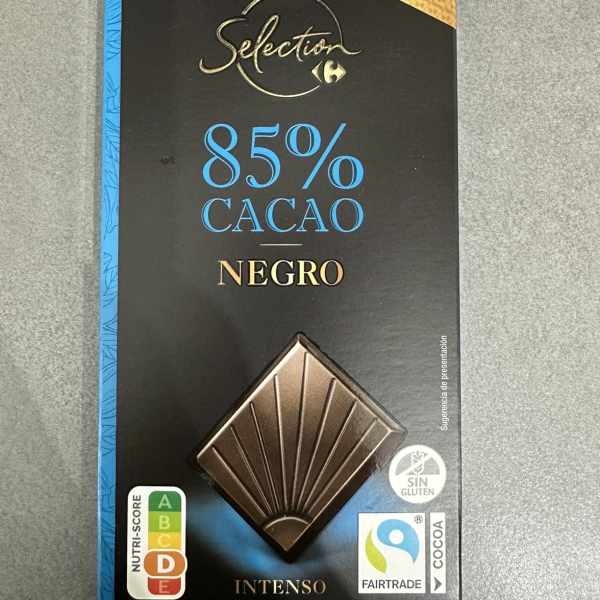 Selection
85%
CACAO
NEGRO
Sugerencia de presentación
SIN
GLUTEN
NUTRI-SCORE
A
B
C
D
E
®
FAIRTRADE
COCOA
INTENSO